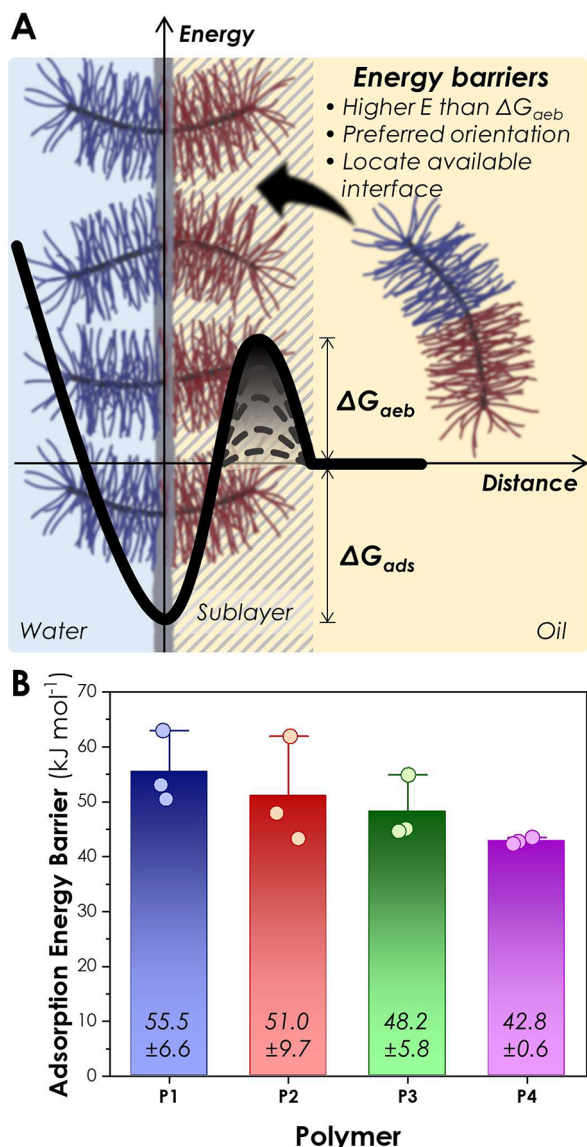 A
Energy
Energy barriers
• Higher E than ΔGaeb
• Preferred orientation
• Locate available
interface
ΔGaeb
Distance
ΔGads
Sublayer
Water
Oil
B
Adsorption Energy Barrier (kJ mol⁻¹)
70
60
50
40
30
20
10
0
55.5
±6.6
51.0
±9.7
48.2
±5.8
42.8
±0.6
P1
P2
P3
P4
Polymer